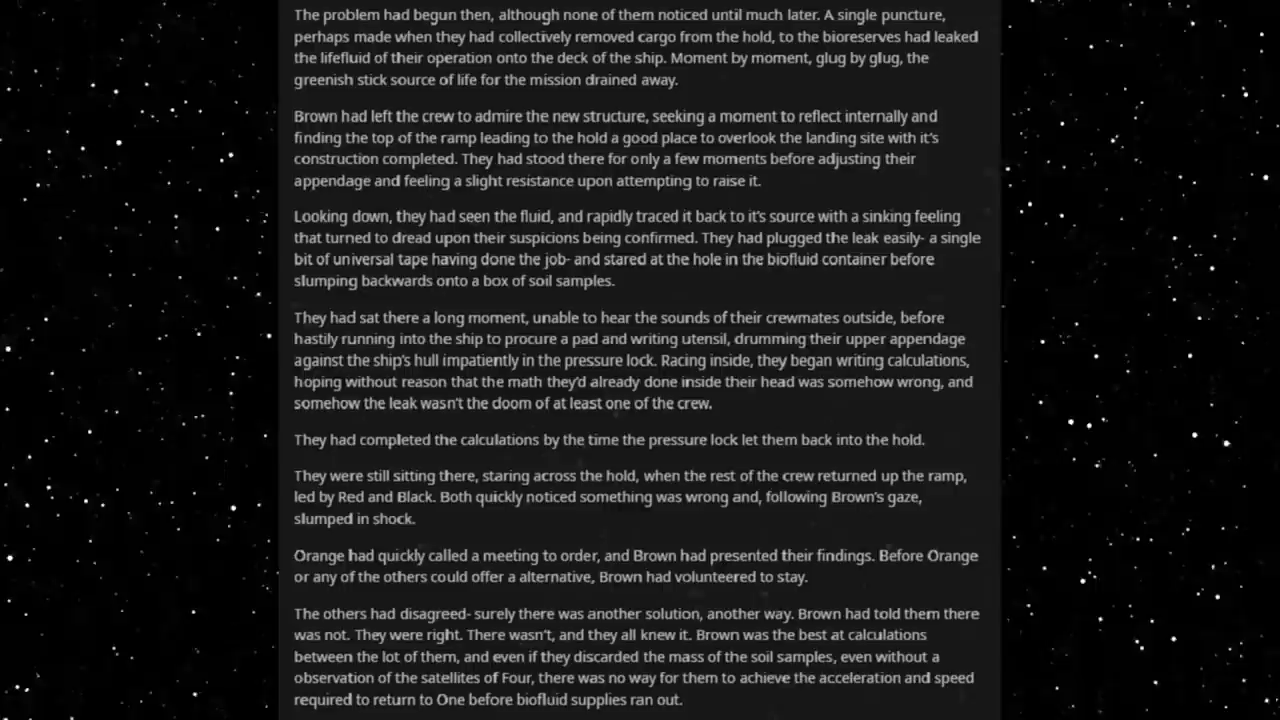 The problem had begun then, although none of them noticed until much later. A single puncture,
perhaps made when they had collectively removed cargo from the hold, to the bioreserves had leaked
the lifefluid of their operation onto the deck of the ship. Moment by moment, glug by glug, the
greenish stick source of life for the mission drained away.
Brown had left the crew to admire the new structure, seeking a moment to reflect internally and
finding the top of the ramp leading to the hold a good place to overlook the landing site with it's
construction completed. They had stood there for only a few moments before adjusting their
appendage and feeling a slight resistance upon attempting to raise it.
Looking down, they had seen the fluid, and rapidly traced it back to it's source with a sinking feeling
that turned to dread upon their suspicions being confirmed. They had plugged the leak easily- a single
bit of universal tape having done the job- and stared at the hole in the biofluid container before
slumping backwards onto a box of soil samples.
They had sat there a long moment, unable to hear the sounds of their crewmates outside, before
hastily running into the ship to procure a pad and writing utensil, drumming their upper appendage
against the ship's hull impatiently in the pressure lock. Racing inside, they began writing calculations,
hoping without reason that the math they'd already done inside their head was somehow wrong, and
somehow the leak wasn't the doom of at least one of the crew.
They had completed the calculations by the time the pressure lock let them back into the hold.
They were still sitting there, staring across the hold, when the rest of the crew returned up the ramp,
led by Red and Black. Both quickly noticed something was wrong and, following Brown's gaze,
slumped in shock.
Orange had quickly called a meeting to order, and Brown had presented their findings. Before Orange
or any of the others could offer a alternative, Brown had volunteered to stay.
The others had disagreed- surely there was another solution, another way. Brown had told them there
was not. They were right. There wasn't, and they all knew it. Brown was the best at calculations
between the lot of them, and even if they discarded the mass of the soil samples, even without a
observation of the satellites of Four, there was no way for them to achieve the acceleration and speed
required to return to One before biofluid supplies ran out.